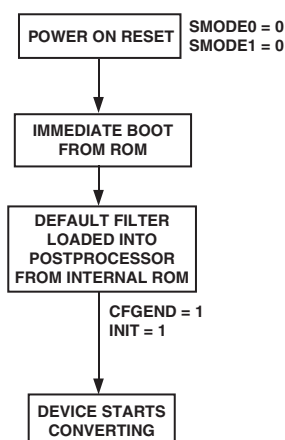 POWER ON RESET
SMODE0 = 0
SMODE1 = 0
IMMEDIATE BOOT
FROM ROM
DEFAULT FILTER
LOADED INTO
POSTPROCESSOR
FROM INTERNAL ROM
CFGEND = 1
INIT = 1
DEVICE STARTS
CONVERTING